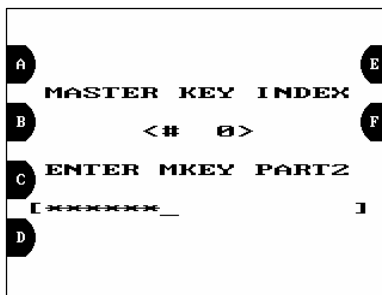 A
E
MASTER KEY INDEX
B
F
<# 0>
C
ENTER MKEY PART2
[******_ ]
D